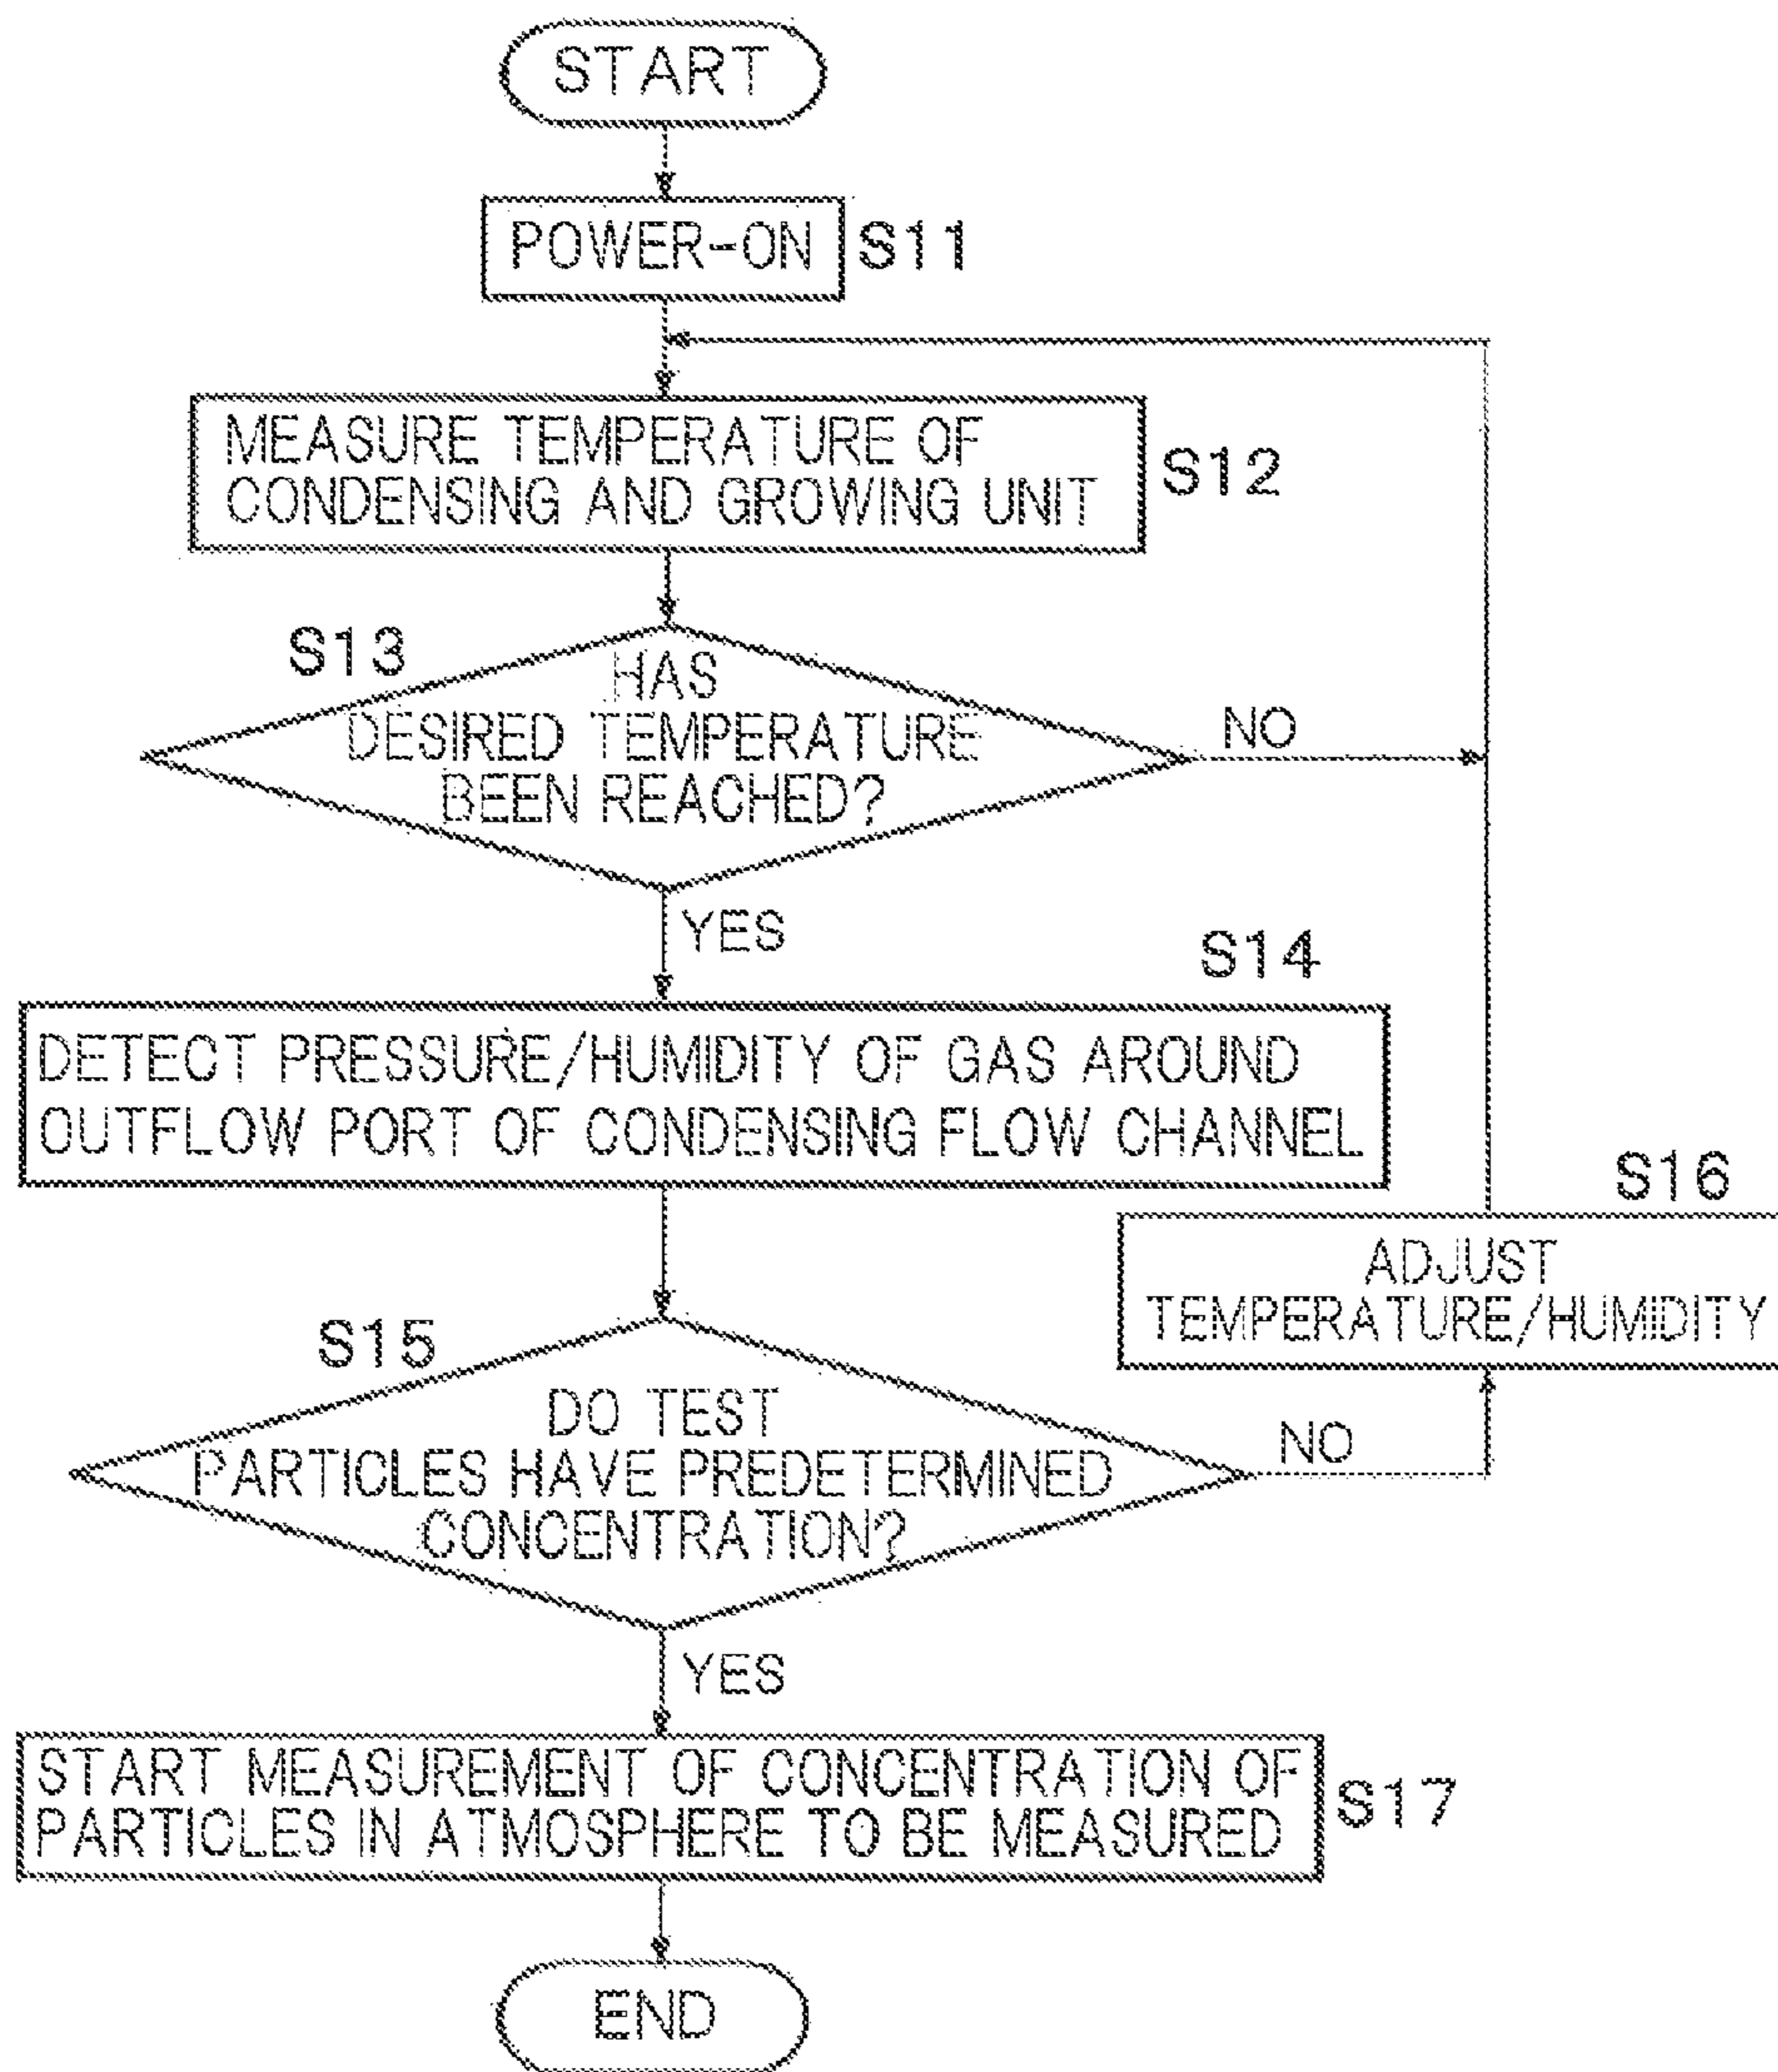 START
POWER-ON
S11
MEASURE TEMPERATURE OF
CONDENSING AND GROWING UNIT
S12
S13
HAS
DESIRED TEMPERATURE
BEEN REACHED?
NO
YES
S14
DETECT PRESSURE/HUMIDITY OF GAS AROUND
OUTFLOW PORT OF CONDENSING FLOW CHANNEL
S16
ADJUST
TEMPERATURE/HUMIDITY
S15
DO TEST
PARTICLES HAVE PREDETERMINED
CONCENTRATION?
NO
YES
START MEASUREMENT OF CONCENTRATION OF
PARTICLES IN ATMOSPHERE TO BE MEASURED
S17
END